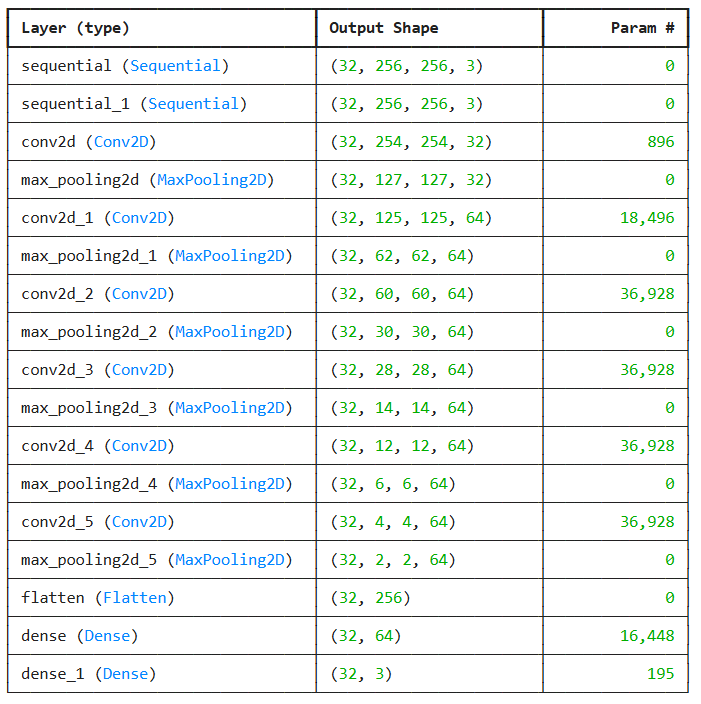 Layer (type) Output Shape Param #
sequential (Sequential) (32, 256, 256, 3) 0
sequential_1 (Sequential) (32, 256, 256, 3) 0
conv2d (Conv2D) (32, 254, 254, 32) 896
max_pooling2d (MaxPooling2D) (32, 127, 127, 32) 0
conv2d_1 (Conv2D) (32, 125, 125, 64) 18,496
max_pooling2d_1 (MaxPooling2D) (32, 62, 62, 64) 0
conv2d_2 (Conv2D) (32, 60, 60, 64) 36,928
max_pooling2d_2 (MaxPooling2D) (32, 30, 30, 64) 0
conv2d_3 (Conv2D) (32, 28, 28, 64) 36,928
max_pooling2d_3 (MaxPooling2D) (32, 14, 14, 64) 0
conv2d_4 (Conv2D) (32, 12, 12, 64) 36,928
max_pooling2d_4 (MaxPooling2D) (32, 6, 6, 64) 0
conv2d_5 (Conv2D) (32, 4, 4, 64) 36,928
max_pooling2d_5 (MaxPooling2D) (32, 2, 2, 64) 0
flatten (Flatten) (32, 256) 0
dense (Dense) (32, 64) 16,448
dense_1 (Dense) (32, 3) 195